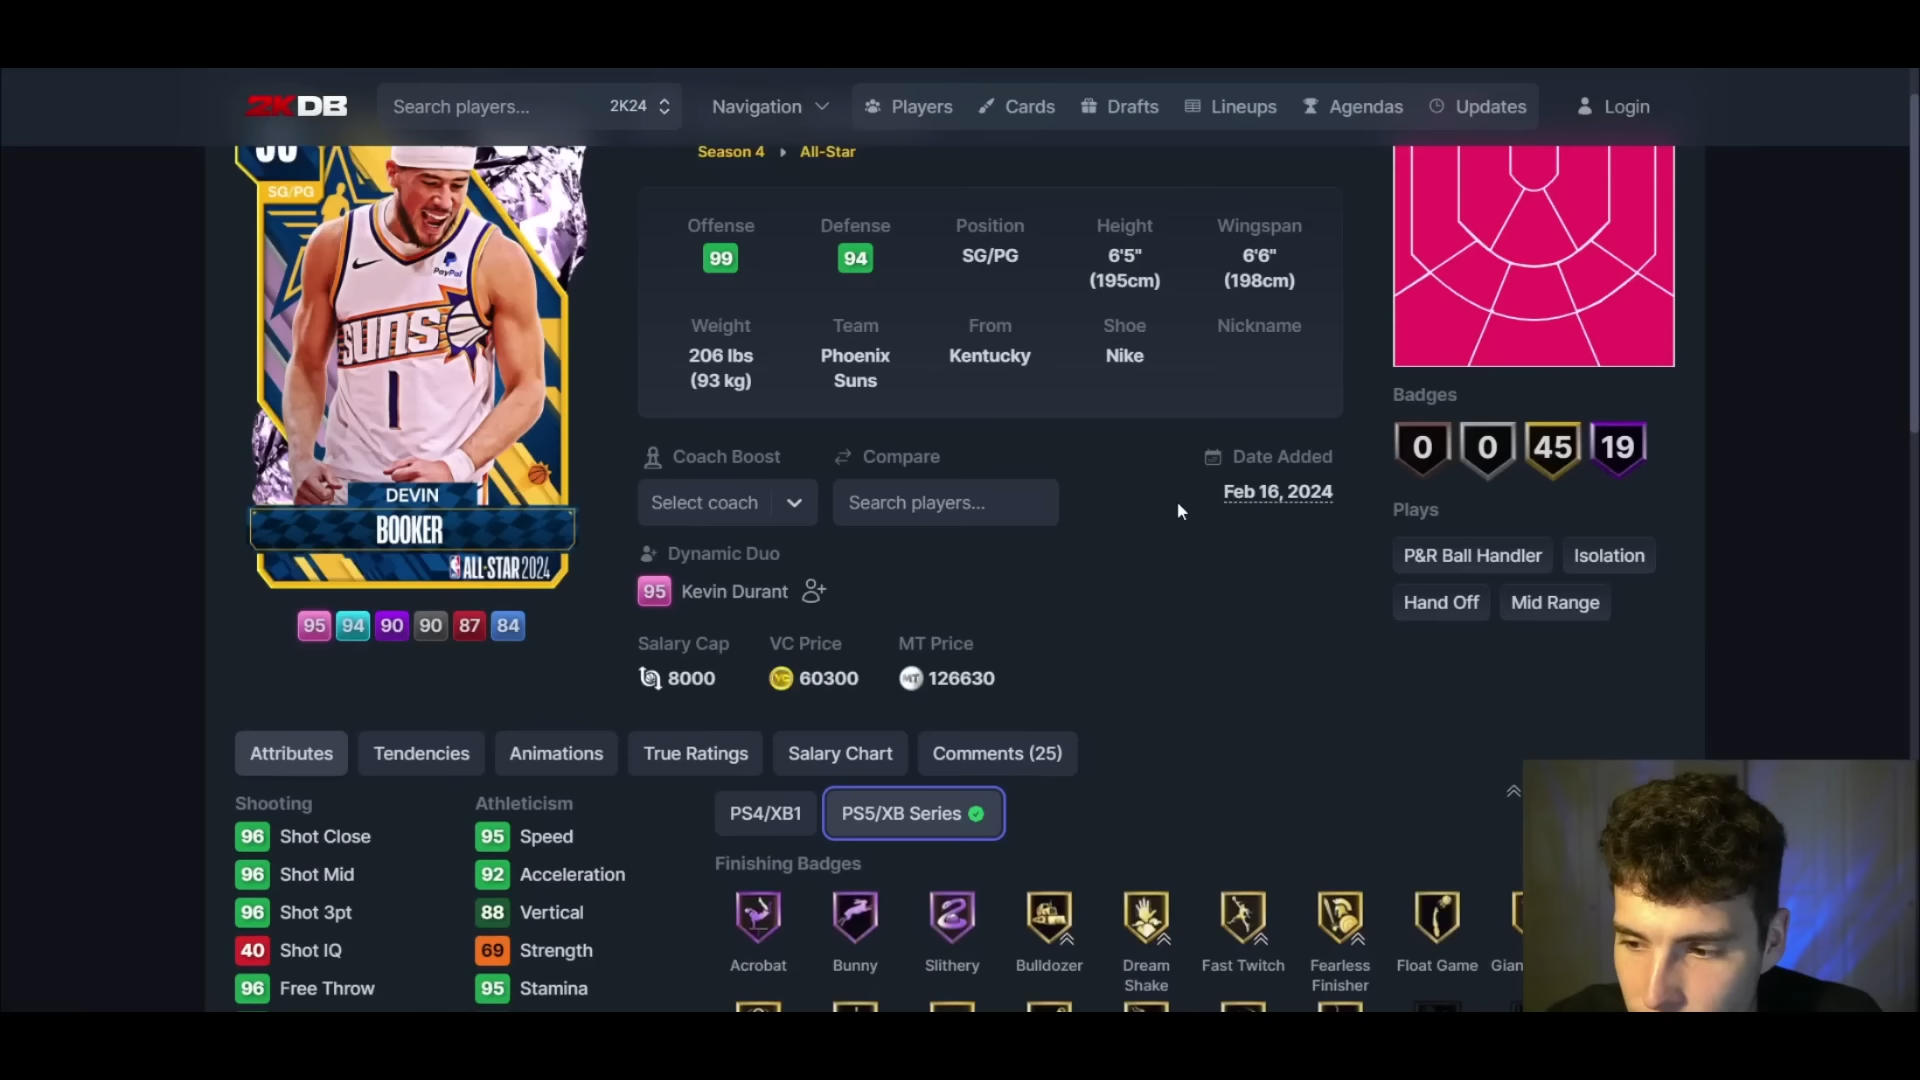 2KDB
Search players...
2K24
Navigation
Players
Cards
Drafts
Lineups
Agendas
Updates
Login
Season 4
All-Star
SG/PG
PayPal
SUNS
1
DEVIN
BOOKER
ALL-STAR 2024
95 94 90 90 87 84
Offense Defense Position Height Wingspan
99 94 SG/PG 6'5" 6'6"
(195cm) (198cm)
Weight Team From Shoe Nickname
206 lbs Phoenix Kentucky Nike
(93 kg) Suns
Coach Boost Compare Date Added
Select coach Search players... Feb 16, 2024
Dynamic Duo
95 Kevin Durant
Salary Cap VC Price MT Price
8000 VC 60300 MT 126630
Badges
0 0 45 19
Plays
P&R Ball Handler Isolation
Hand Off Mid Range
Attributes Tendencies Animations True Ratings Salary Chart Comments (25)
Shooting Athleticism
96 Shot Close 95 Speed
96 Shot Mid 92 Acceleration
96 Shot 3pt 88 Vertical
40 Shot IQ 69 Strength
96 Free Throw 95 Stamina
PS4/XB1 PS5/XB Series
Finishing Badges
Acrobat Bunny Slithery Bulldozer Dream Fast Twitch Fearless Float Game Gian
Shake Finisher